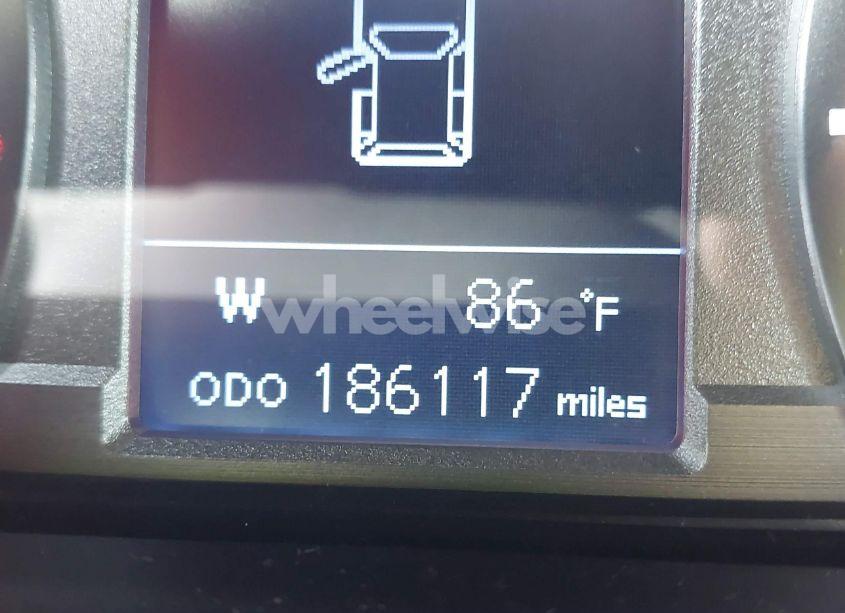 W 86 °F
wheelwise
ODO 186117 miles